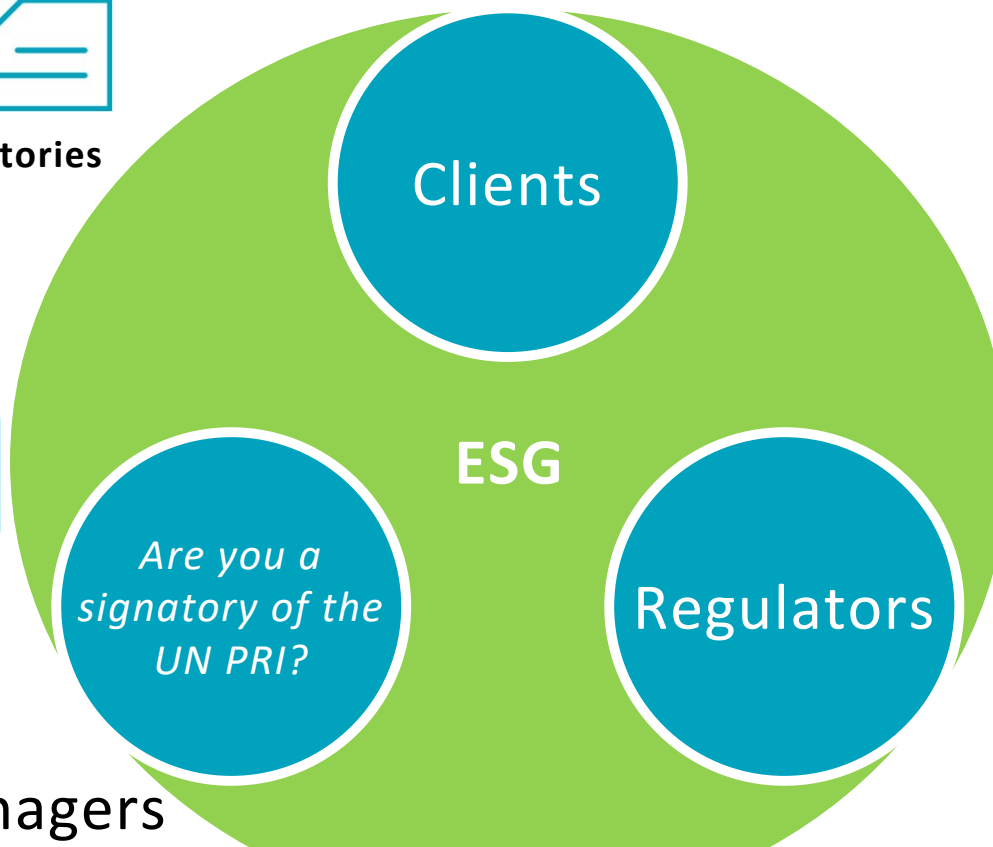 tories
Clients
ESG
Are you a
signatory of the
UN PRI?
Regulators
nagers